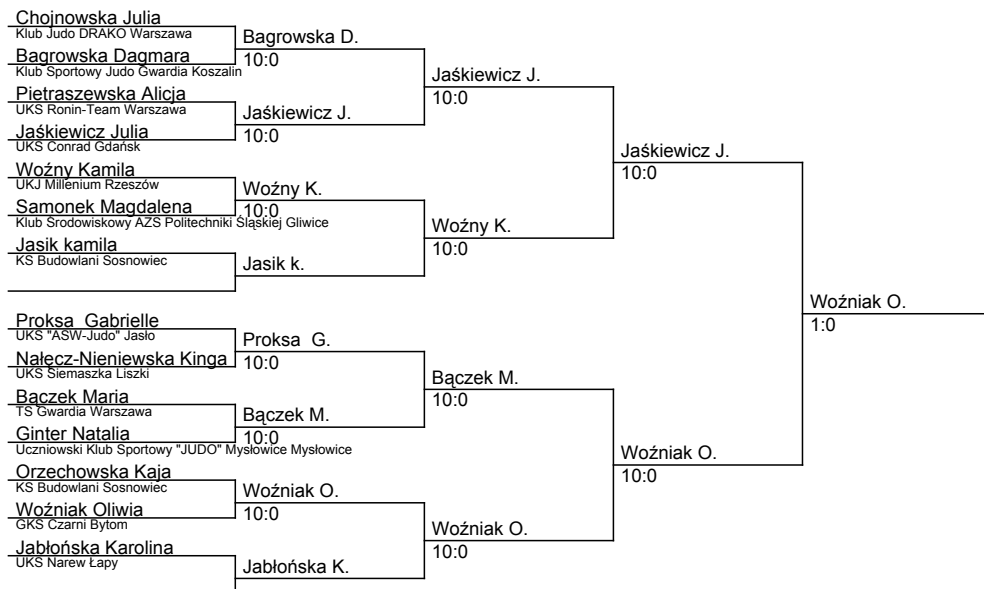 Chojnowska Julia
Klub Judo DRAKO Warszawa
Bagrowska Dagmara
Klub Sportowy Judo Gwardia Koszalin
Pietraszewska Alicja
UKS Ronin-Team Warszawa
Jaśkiewicz Julia
UKS Conrad Gdańsk
Woźny Kamila
UKJ Millenium Rzeszów
Samonek Magdalena
Klub Środowiskowy AZS Politechniki Śląskiej Gliwice
Jasik kamila
KS Budowlani Sosnowiec
Proksa  Gabrielle
UKS "ASW-Judo" Jasło
Nałęcz-Nieniewska Kinga
UKS Siemaszka Liszki
Bączek Maria
TS Gwardia Warszawa
Ginter Natalia
Uczniowski Klub Sportowy "JUDO" Mysłowice Mysłowice
Orzechowska Kaja
KS Budowlani Sosnowiec
Woźniak Oliwia
GKS Czarni Bytom
Jabłońska Karolina
UKS Narew Łapy
Bagrowska D.
10:0
Jaśkiewicz J.
10:0
Woźny K.
10:0
Jasik k.
Proksa  G.
10:0
Bączek M.
10:0
Woźniak O.
10:0
Jabłońska K.
Jaśkiewicz J.
10:0
Woźny K.
10:0
Bączek M.
10:0
Woźniak O.
10:0
Jaśkiewicz J.
10:0
Woźniak O.
10:0
Woźniak O.
1:0